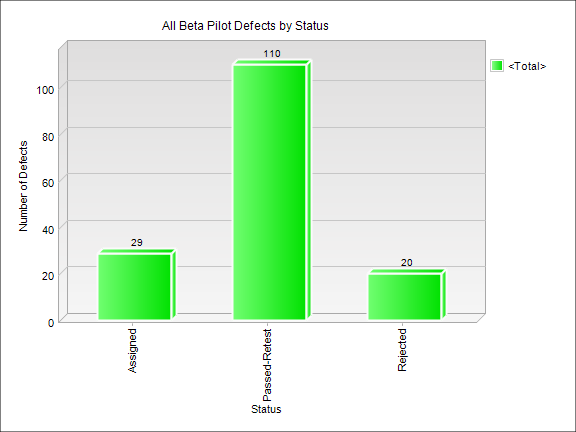 All Beta Pilot Defects by Status
<Total>
Number of Defects
100
80
60
40
20
0
29
110
20
Assigned
Passed-Retest
Rejected
Status